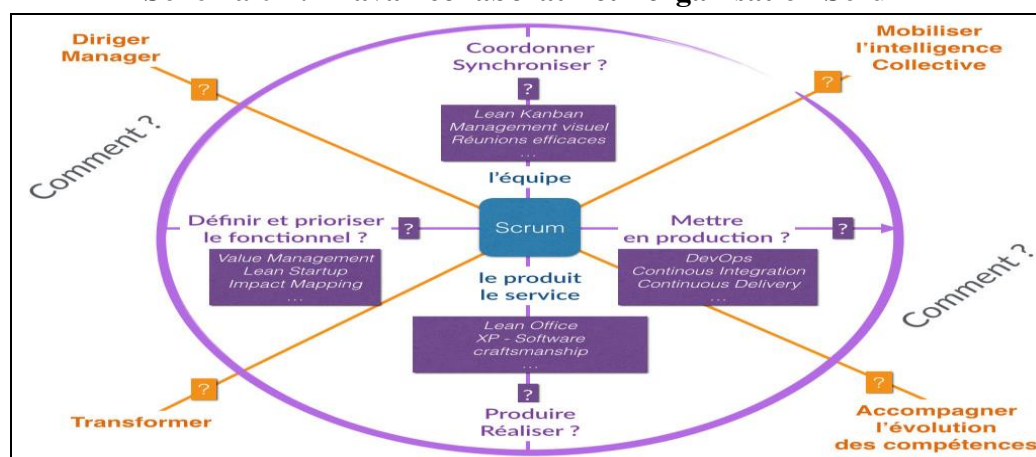 Diriger
Manager
?
Comment ?
Coordonner
Synchroniser ?
?
Lean Kanban
Management visuel
Réunions efficaces
...
l'équipe
Mobiliser
l'intelligence
Collective
?
Définir et prioriser
le fonctionnel ?
?
Value Management
Lean Startup
Impact Mapping
...
Scrum
Mettre
en production ?
?
DevOps
Continous Integration
Continuous Delivery
...
le produit
le service
Lean Office
XP - Software
craftsmanship
...
?
Produire
Réaliser ?
Comment ?
?
Transformer
?
Accompagner
l'évolution
des compétences